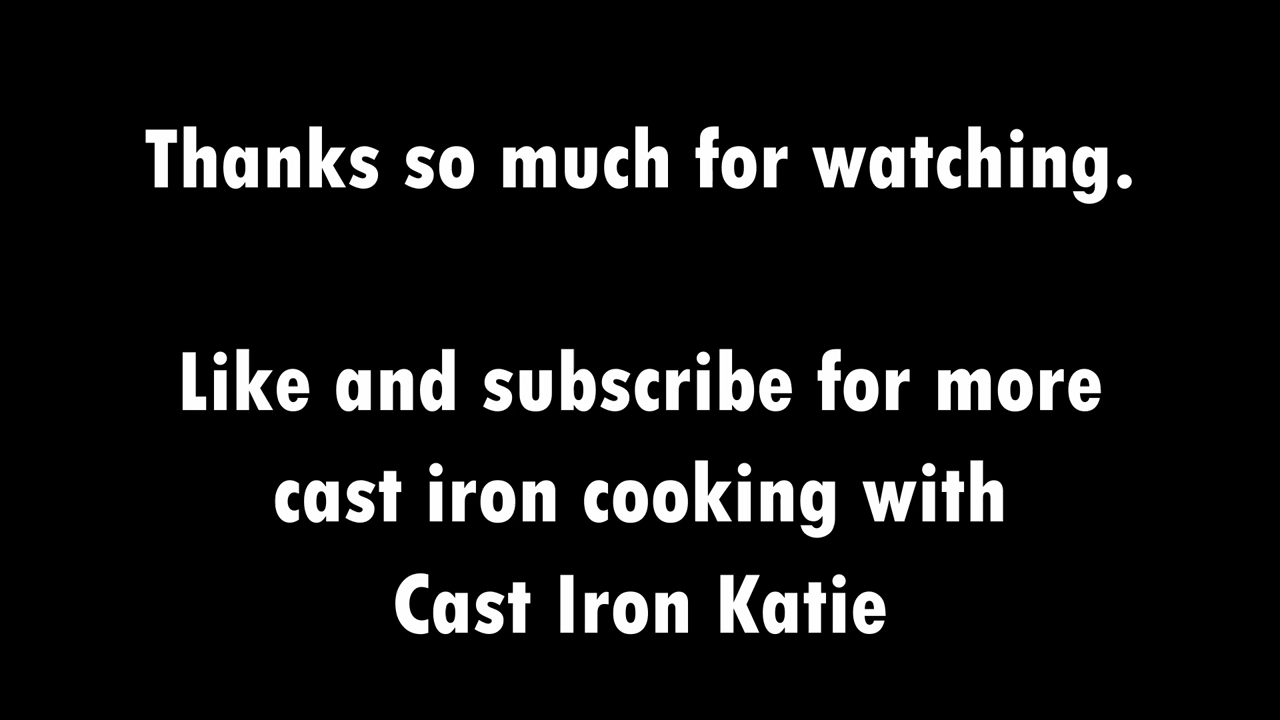 Thanks so much for watching.
Like and subscribe for more
cast iron cooking with
Cast Iron Katie